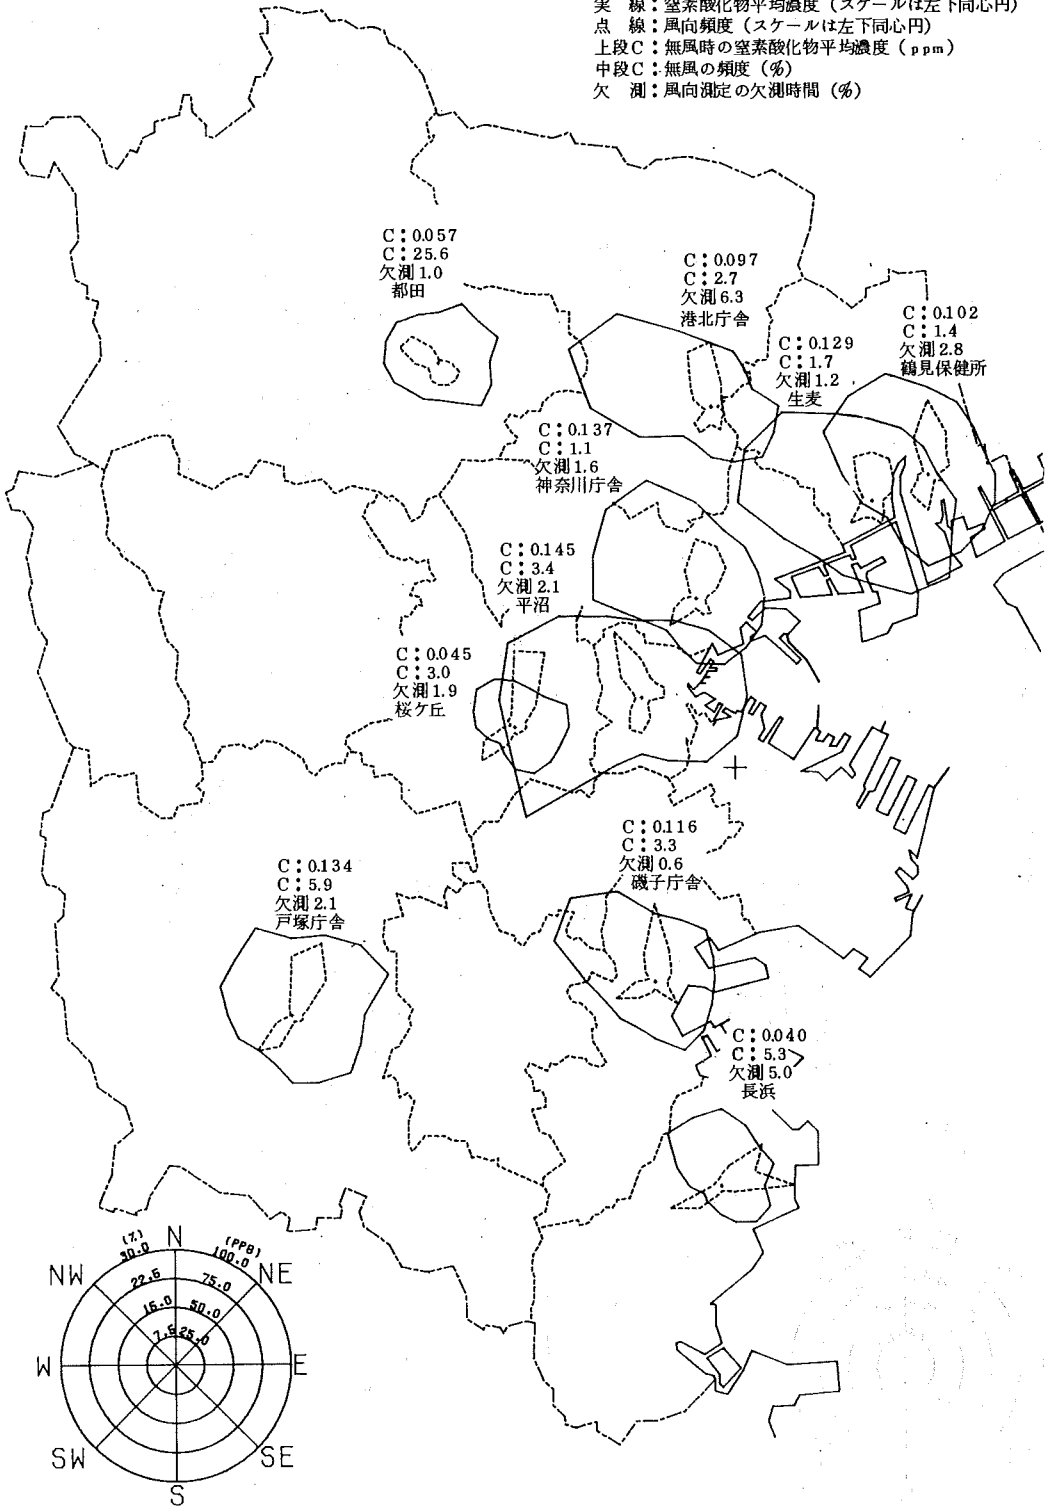 実 線：窒素酸化物平均濃度（スケールは左下同心円）
点 線：風向頻度（スケールは左下同心円）
上段C：無風時の窒素酸化物平均濃度（ppm）
中段C：無風の頻度（%）
欠 測：風向測定の欠測時間（%）
C：0.057
C：25.6
欠測1.0
都田
C：0.097
C：2.7
欠測6.3
港北庁舎
C：0.102
C：1.4
欠測2.8
鶴見保健所
C：0.129
C：1.7
欠測1.2
生麦
C：0.137
C：1.1
欠測1.6
神奈川庁舎
C：0.145
C：3.4
欠測2.1
平沼
C：0.045
C：3.0
欠測1.9
桜ケ丘
C：0.116
C：3.3
欠測0.6
磯子庁舎
C：0.134
C：5.9
欠測2.1
戸塚庁舎
C：0.040
C：5.3
欠測5.0
長浜
(%) N (PPB)
30.0 100.0
NW 22.5 75.0 NE
15.0 50.0
7.5 25.0
W E
SW SE
S